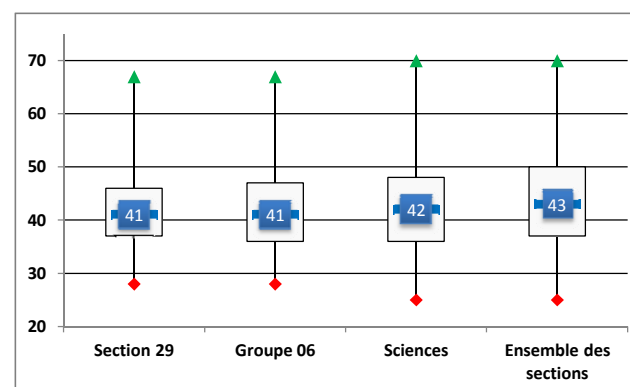 70
60
50
40
30
20
41
41
42
43
Section 29
Groupe 06
Sciences
Ensemble des
sections